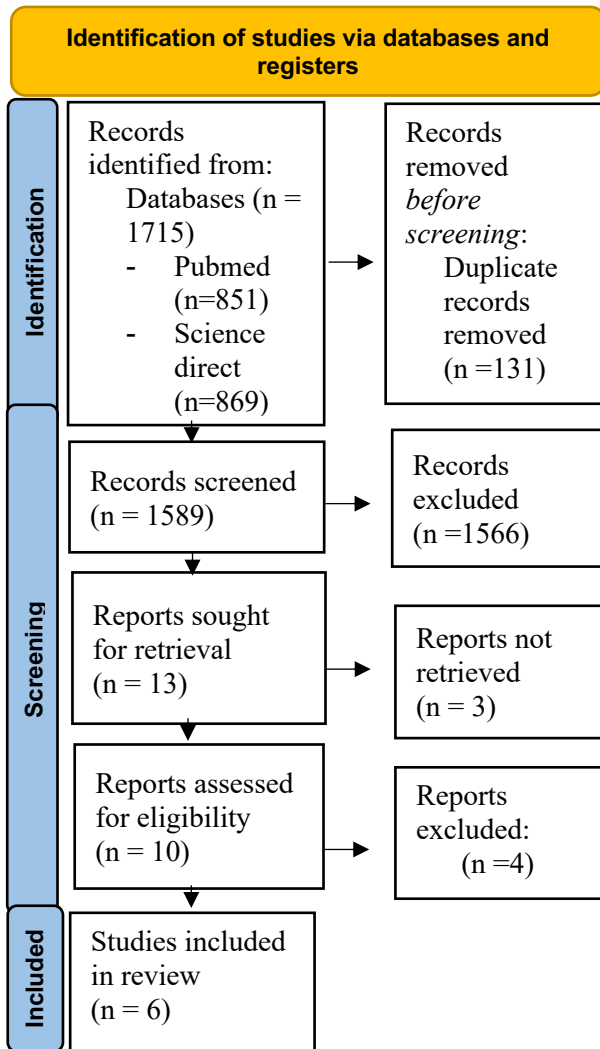 Identification of studies via databases and
registers
Identification
Records
identified from:
Databases (n =
1715)
- Pubmed
(n=851)
- Science
direct
(n=869)
Records
removed
before
screening:
Duplicate
records
removed
(n =131)
Screening
Records screened
(n = 1589)
Records
excluded
(n =1566)
Reports sought
for retrieval
(n = 13)
Reports not
retrieved
(n = 3)
Reports assessed
for eligibility
(n = 10)
Reports
excluded:
(n =4)
Included
Studies included
in review
(n = 6)